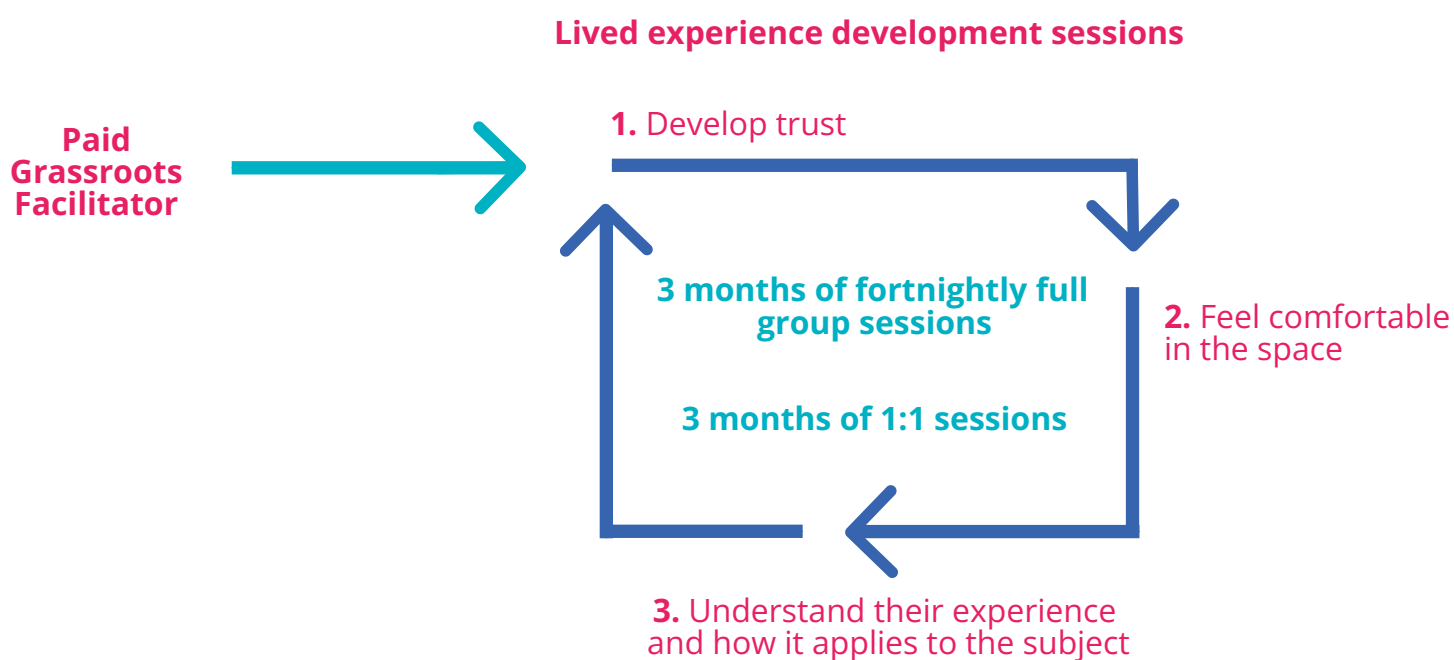 Lived experience development sessions
Paid
Grassroots
Facilitator
1. Develop trust
3 months of fortnightly full
group sessions
2. Feel comfortable
in the space
3 months of 1:1 sessions
3. Understand their experience
and how it applies to the subject